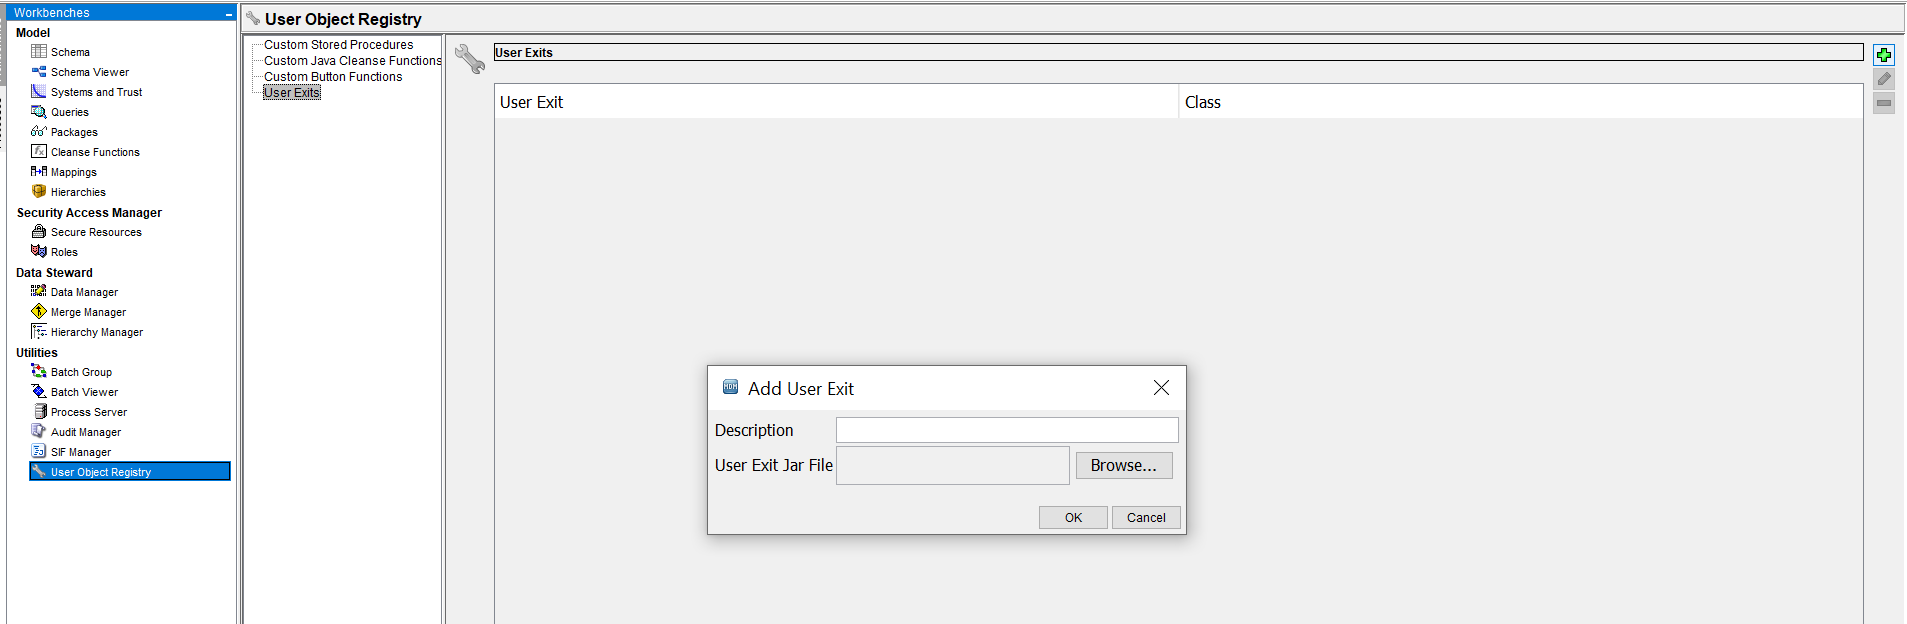 Workbenches
Model
Schema
Schema Viewer
Systems and Trust
Queries
Packages
Cleanse Functions
Mappings
Hierarchies
Security Access Manager
Secure Resources
Roles
Data Steward
Data Manager
Merge Manager
Hierarchy Manager
Utilities
Batch Group
Batch Viewer
Process Server
Audit Manager
SIF Manager
User Object Registry
User Object Registry
Custom Stored Procedures
Custom Java Cleanse Functions
Custom Button Functions
User Exits
User Exits
User Exit Class
MDM Add User Exit
Description
User Exit Jar File Browse...
OK Cancel